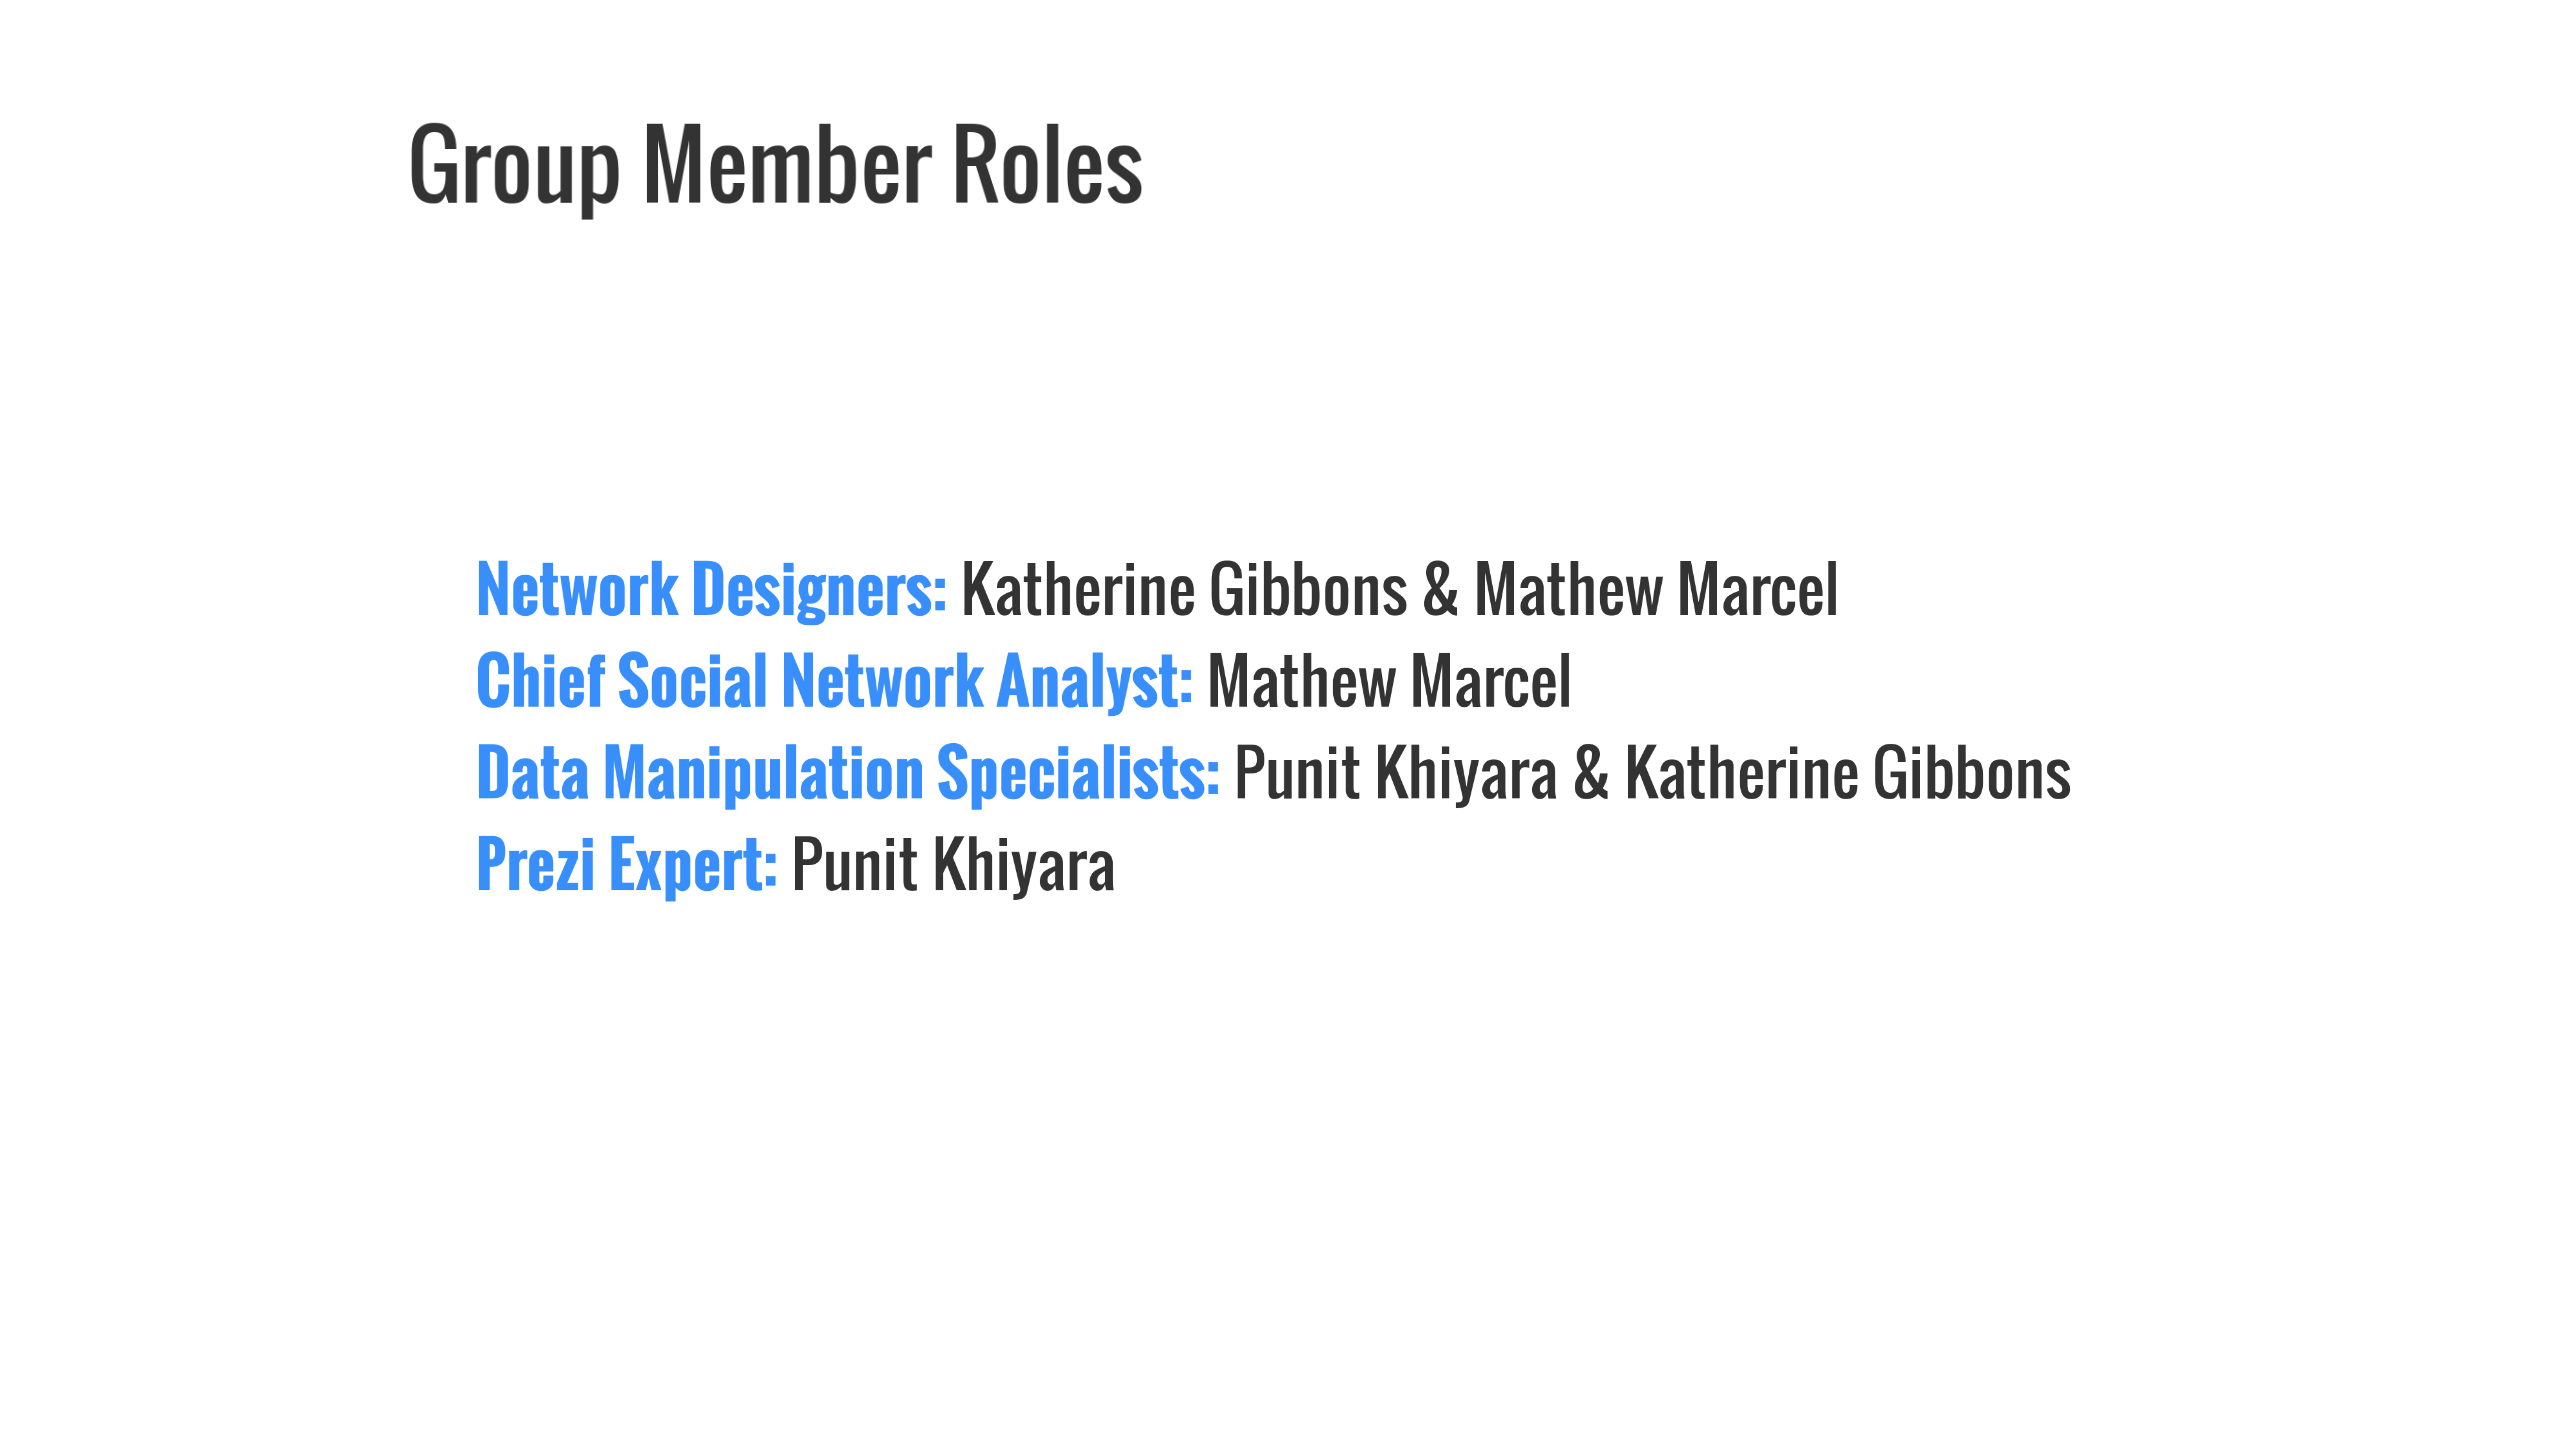 Group Member Roles
Network Designers: Katherine Gibbons & Mathew Marcel
Chief Social Network Analyst: Mathew Marcel
Data Manipulation Specialists: Punit Khiyara & Katherine Gibbons
Prezi Expert: Punit Khiyara